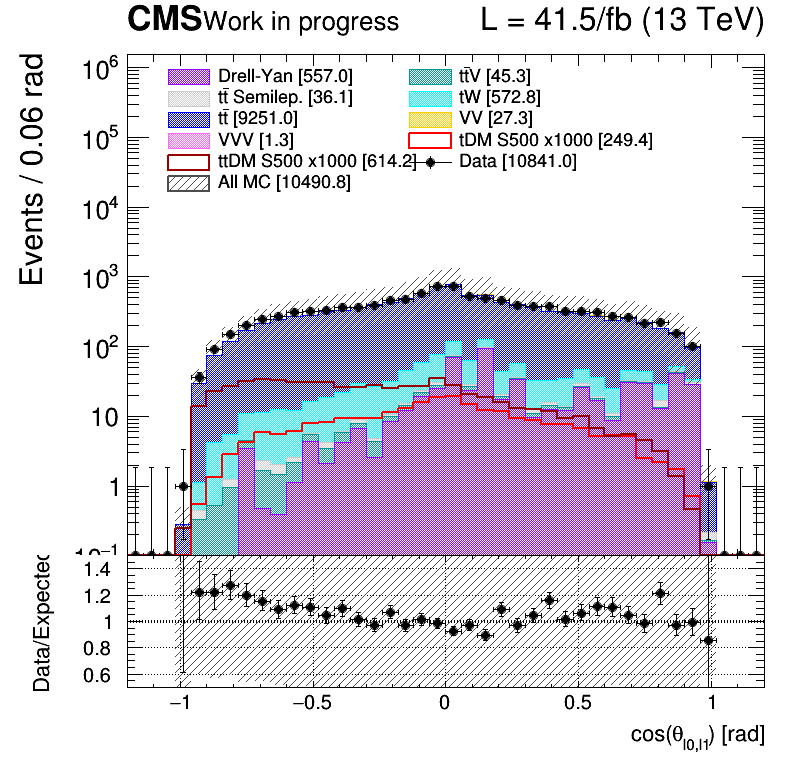 CMS Work in progress L = 41.5/fb (13 TeV)
Events / 0.06 rad
10⁶
10⁵
10⁴
10³
10²
10
1
10⁻¹
Drell-Yan [557.0] tt̄V [45.3]
tt̄ Semilep. [36.1] tW [572.8]
tt̄ [9251.0] VV [27.3]
VVV [1.3] tDM S500 x1000 [249.4]
ttDM S500 x1000 [614.2] Data [10841.0]
All MC [10490.8]
Data/Expected
1.4
1.2
1
0.8
0.6
−1 −0.5 0 0.5 1
cos(θ_l0,l1) [rad]